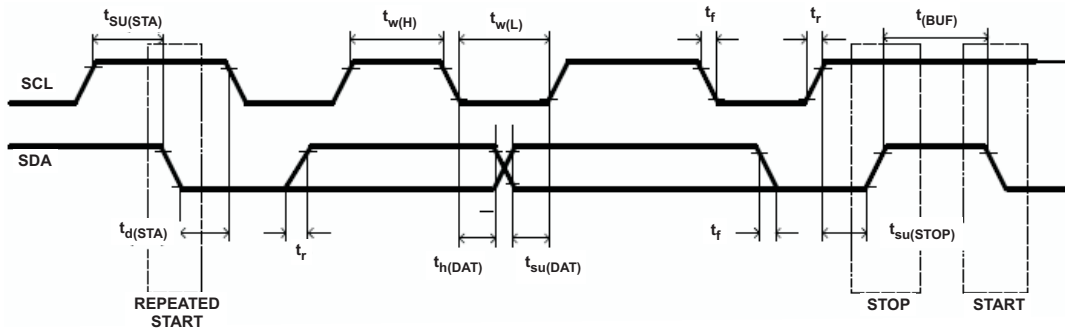 tSU(STA)
tw(H)
tw(L)
tf
tr
t(BUF)
SCL
SDA
td(STA)
tr
th(DAT)
tsu(DAT)
tf
tsu(STOP)
REPEATED
START
STOP
START